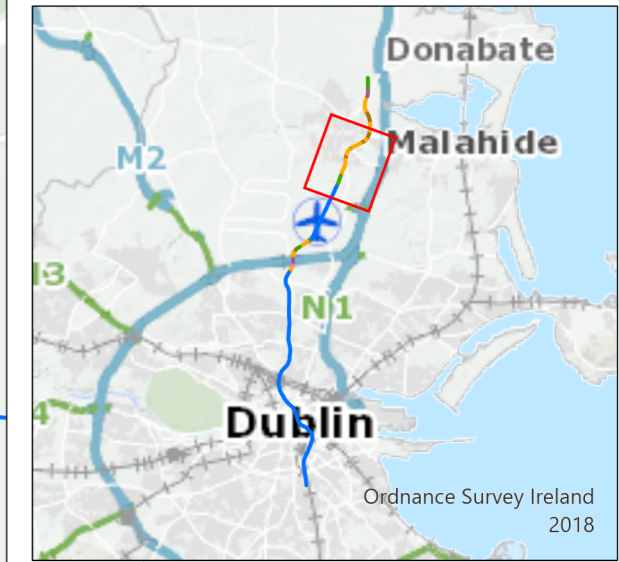 Donabate
Malahide
M2
N1
Dublin
Ordnance Survey Ireland
2018